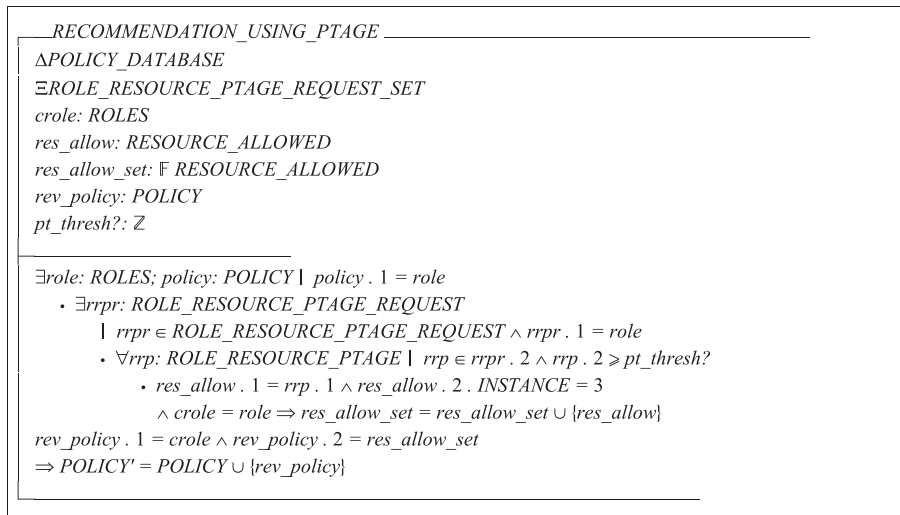 RECOMMENDATION_USING_PTAGE
ΔPOLICY_DATABASE
ΞROLE_RESOURCE_PTAGE_REQUEST_SET
crole: ROLES
res_allow: RESOURCE_ALLOWED
res_allow_set: 𝔽 RESOURCE_ALLOWED
rev_policy: POLICY
pt_thresh?: ℤ
∃role: ROLES; policy: POLICY | policy . 1 = role
• ∃rrpr: ROLE_RESOURCE_PTAGE_REQUEST
| rrpr ∈ ROLE_RESOURCE_PTAGE_REQUEST ∧ rrpr . 1 = role
• ∀rrp: ROLE_RESOURCE_PTAGE | rrp ∈ rrpr . 2 ∧ rrp . 2 ⩾ pt_thresh?
• res_allow . 1 = rrp . 1 ∧ res_allow . 2 . INSTANCE = 3
∧ crole = role ⇒ res_allow_set = res_allow_set ∪ {res_allow}
rev_policy . 1 = crole ∧ rev_policy . 2 = res_allow_set
⇒ POLICY′ = POLICY ∪ {rev_policy}